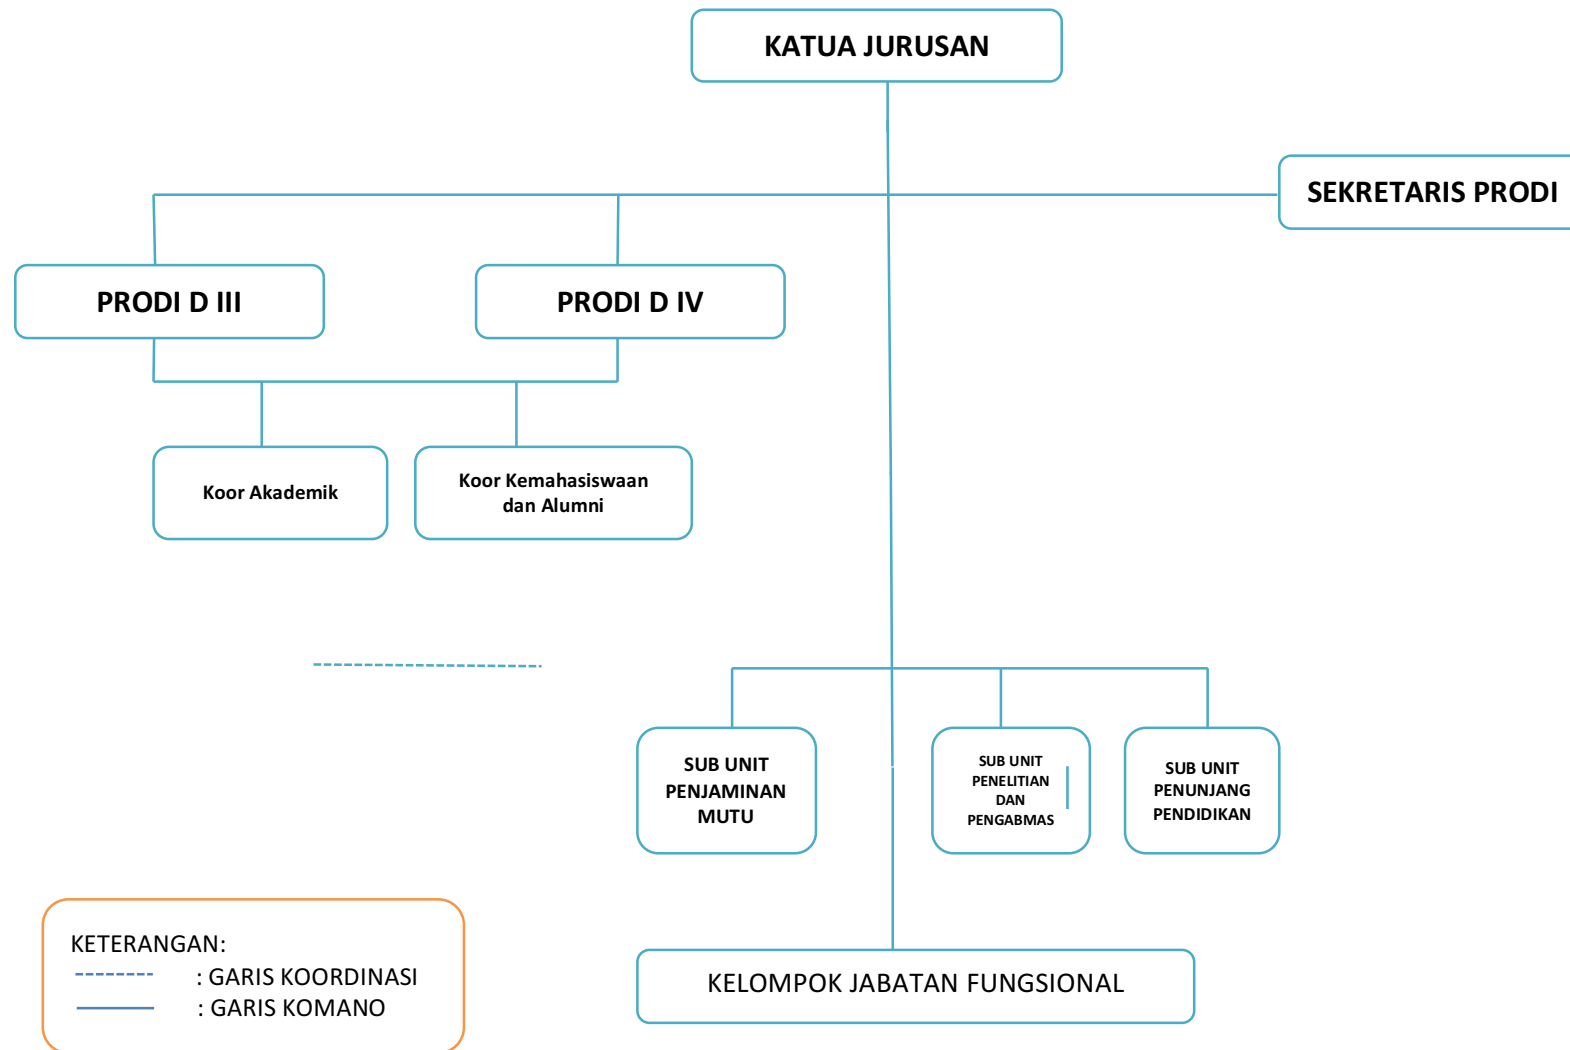 KATUA JURUSAN
SEKRETARIS PRODI
PRODI D III
PRODI D IV
Koor Akademik
Koor Kemahasiswaan
dan Alumni
SUB UNIT
PENJAMINAN
MUTU
SUB UNIT
PENELITIAN
DAN
PENGABMAS
SUB UNIT
PENUNJANG
PENDIDIKAN
KETERANGAN:
: GARIS KOORDINASI
: GARIS KOMANO
KELOMPOK JABATAN FUNGSIONAL